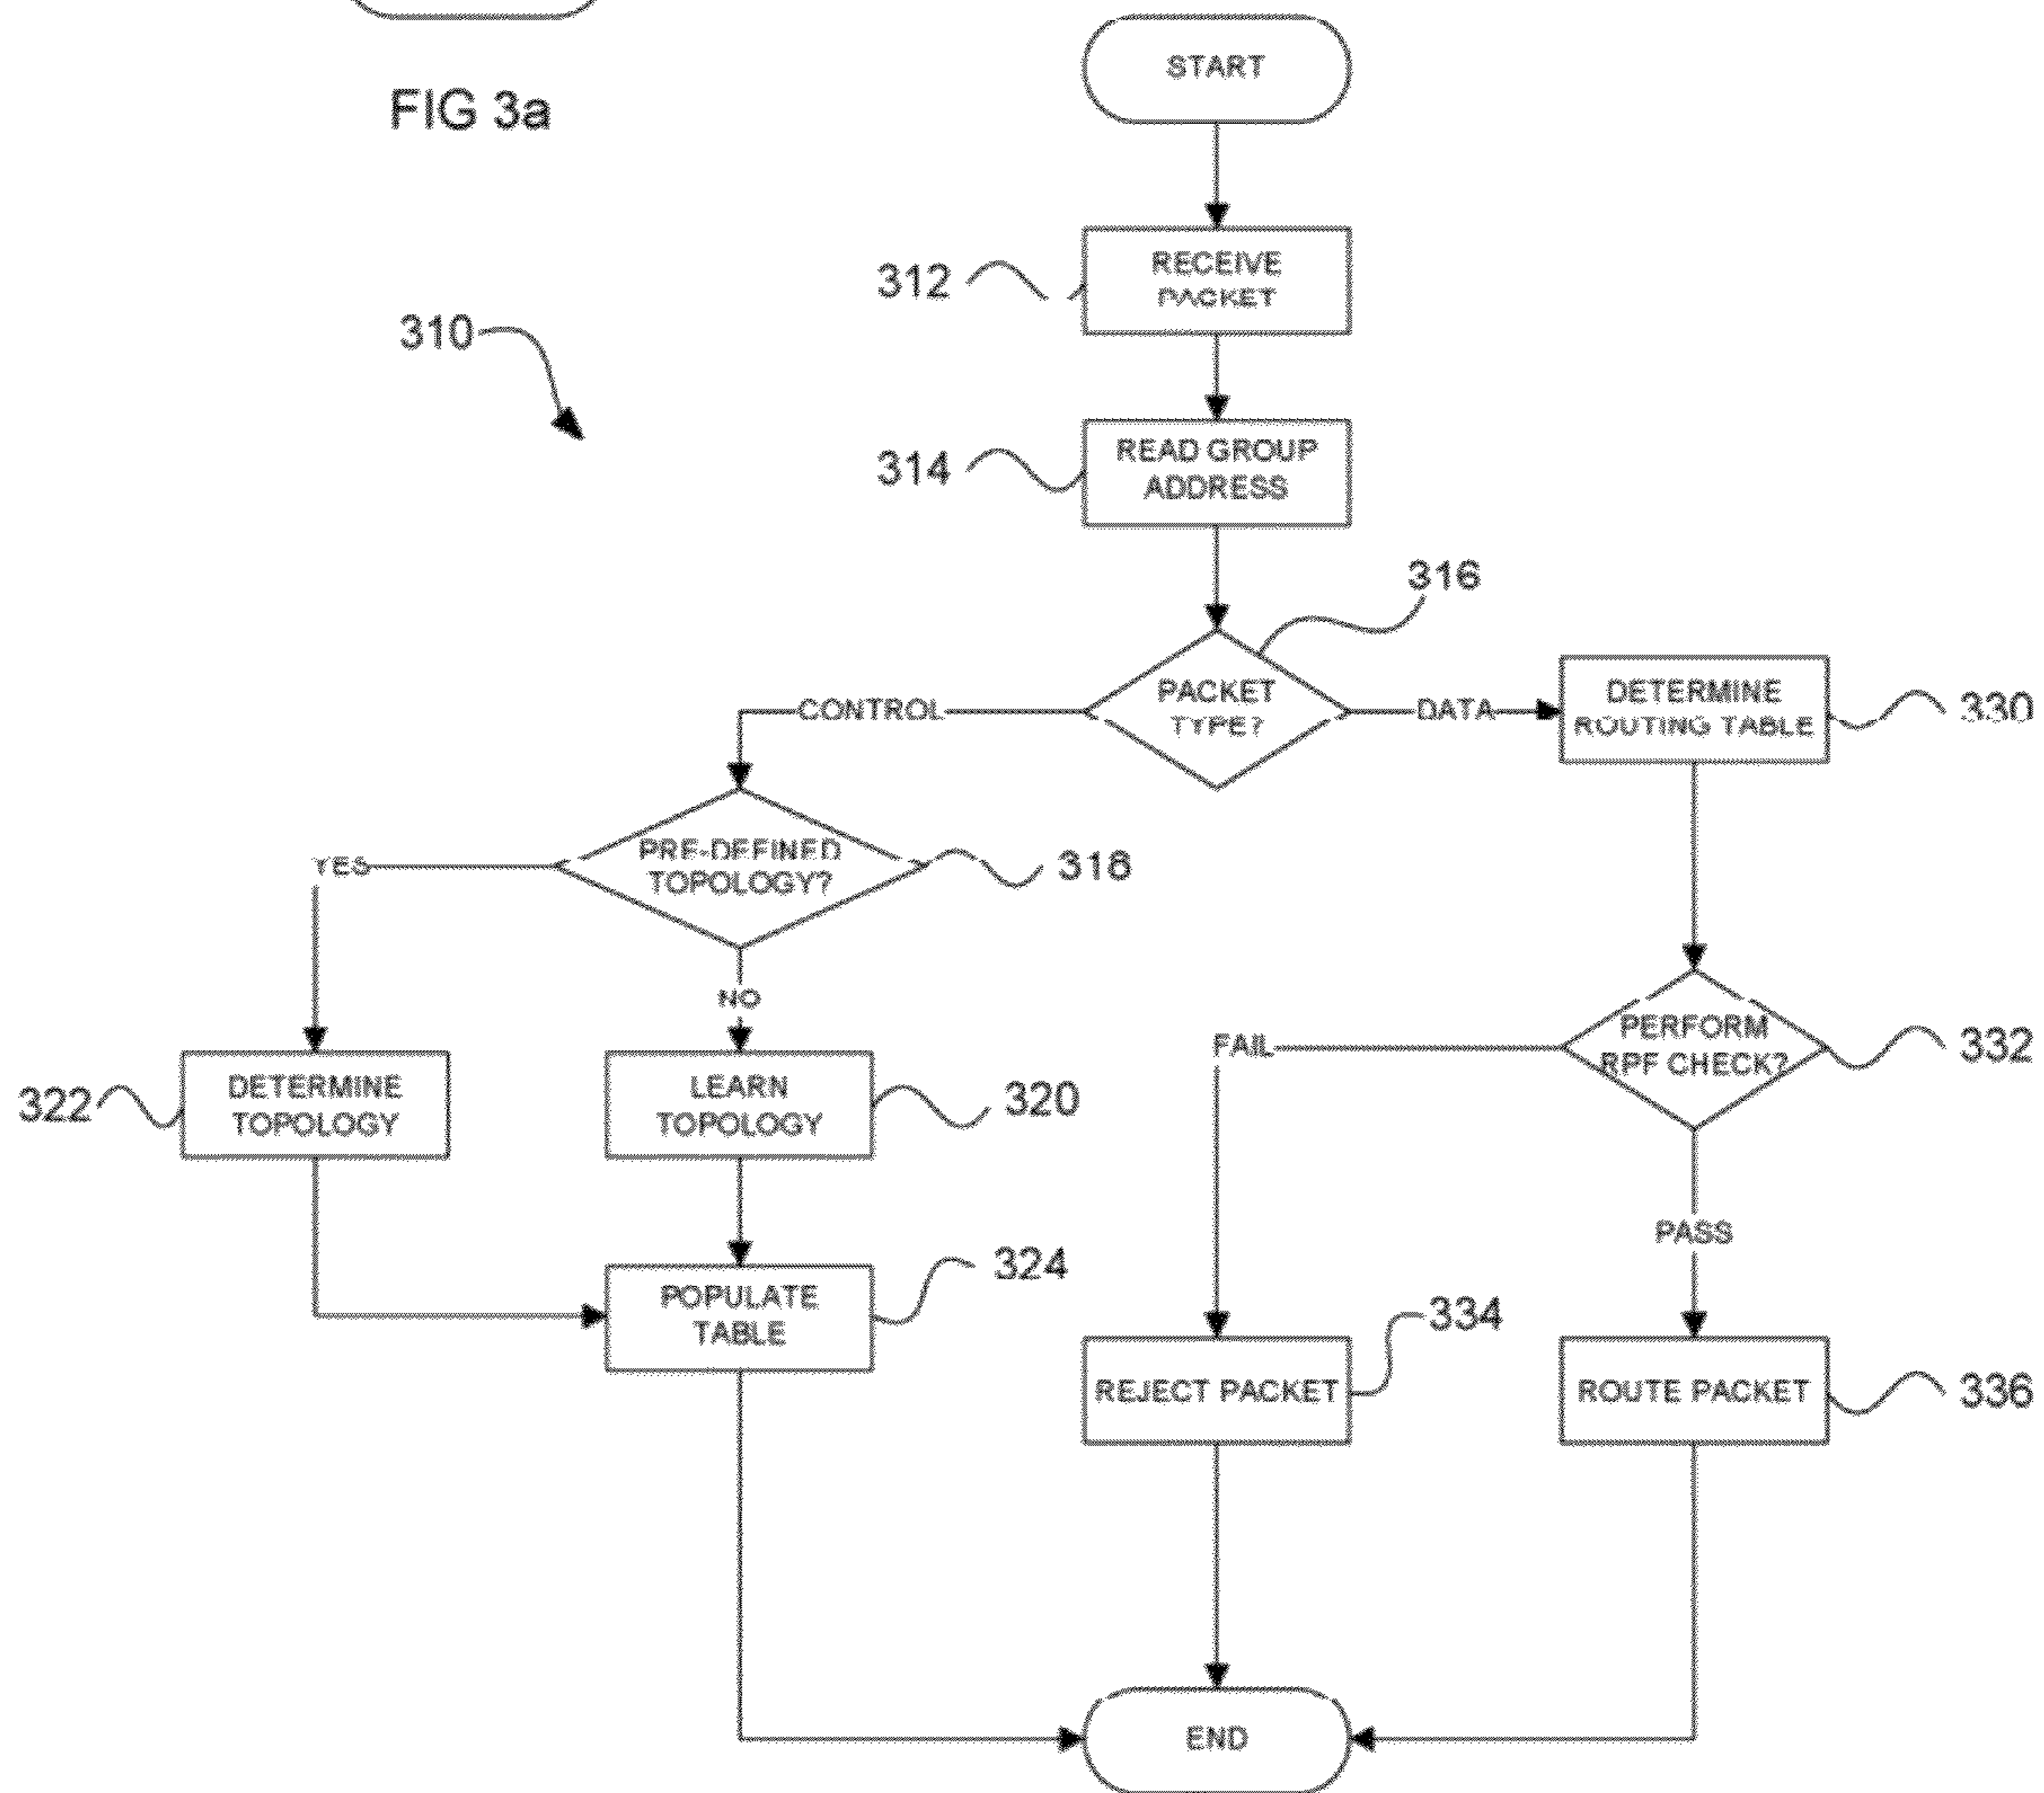 FIG 3a
START
312
RECEIVE
PACKET
310
314
READ GROUP
ADDRESS
316
PACKET
TYPE?
CONTROL
DATA
DETERMINE
ROUTING TABLE
330
PRE-DEFINED
TOPOLOGY?
318
YES
NO
PERFORM
RPF CHECK?
332
FAIL
322
DETERMINE
TOPOLOGY
LEARN
TOPOLOGY
320
PASS
POPULATE
TABLE
324
334
REJECT PACKET
ROUTE PACKET
336
END